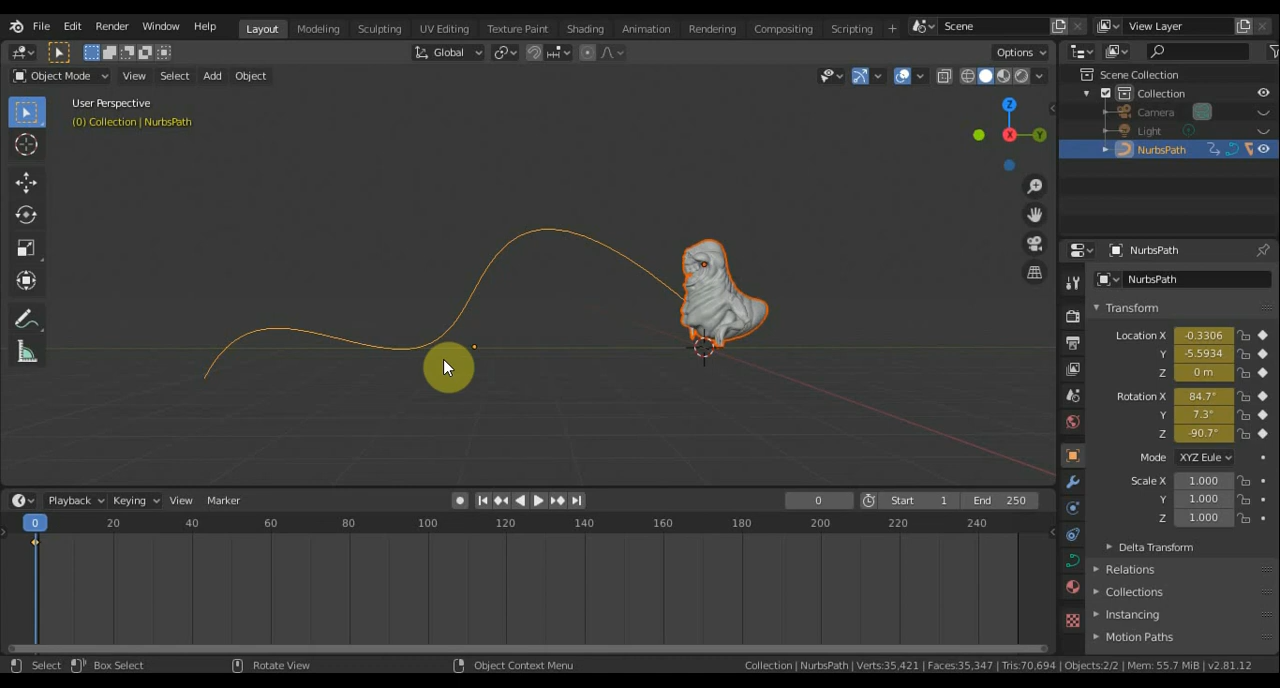 File Edit Render Window Help Layout Modeling Sculpting UV Editing Texture Paint Shading Animation Rendering Compositing Scripting + Scene View Layer
Global Options
Object Mode View Select Add Object
User Perspective
(0) Collection | NurbsPath
Z
X
Y
Scene Collection
Collection
Camera
Light
NurbsPath
NurbsPath
NurbsPath
Transform
Location X -0.3306
Y -5.5934
Z 0 m
Rotation X 84.7°
Y 7.3°
Z -90.7°
Mode XYZ Eule
Scale X 1.000
Y 1.000
Z 1.000
Delta Transform
Relations
Collections
Instancing
Motion Paths
Playback Keying View Marker 0 Start 1 End 250
0 20 40 60 80 100 120 140 160 180 200 220 240
Select Box Select Rotate View Object Context Menu Collection | NurbsPath | Verts:35,421 | Faces:35,347 | Tris:70,694 | Objects:2/2 | Mem: 55.7 MiB | v2.81.12